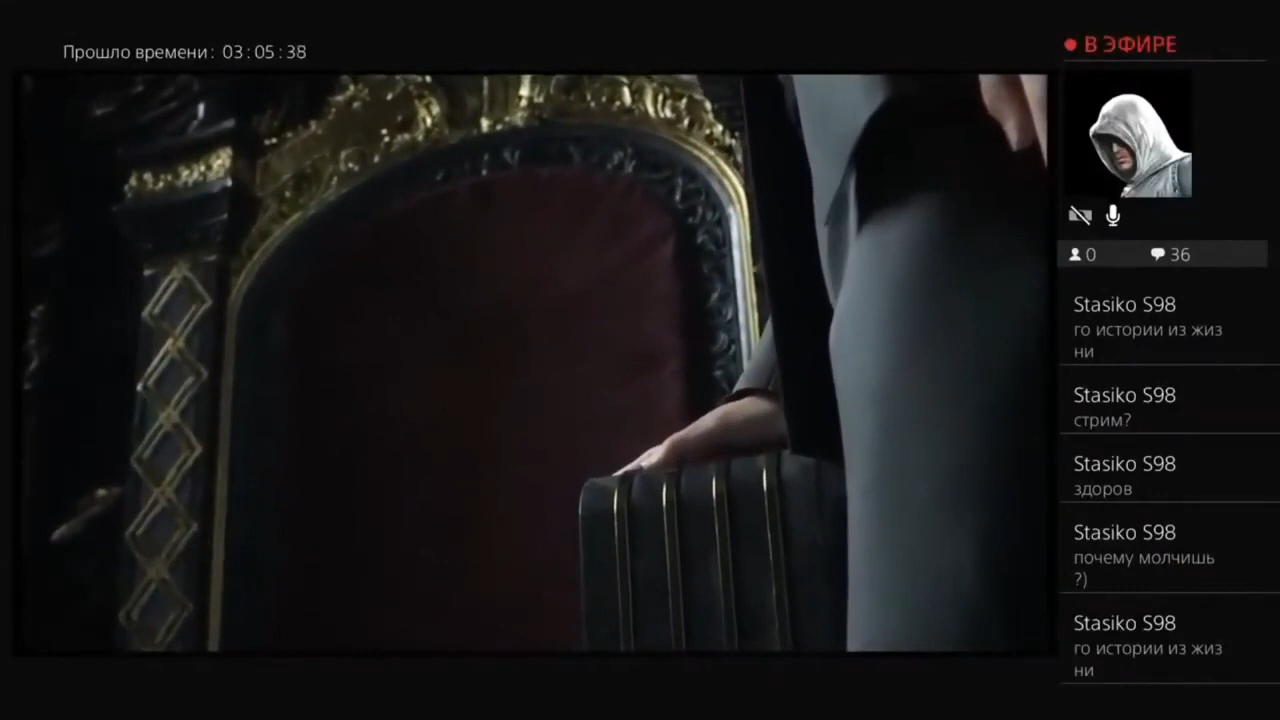 Прошло времени: 03:05:38
В ЭФИРЕ
0 36
Stasiko S98
го истории из жиз
ни
Stasiko S98
стрим?
Stasiko S98
здоров
Stasiko S98
почему молчишь
?)
Stasiko S98
го истории из жиз
ни